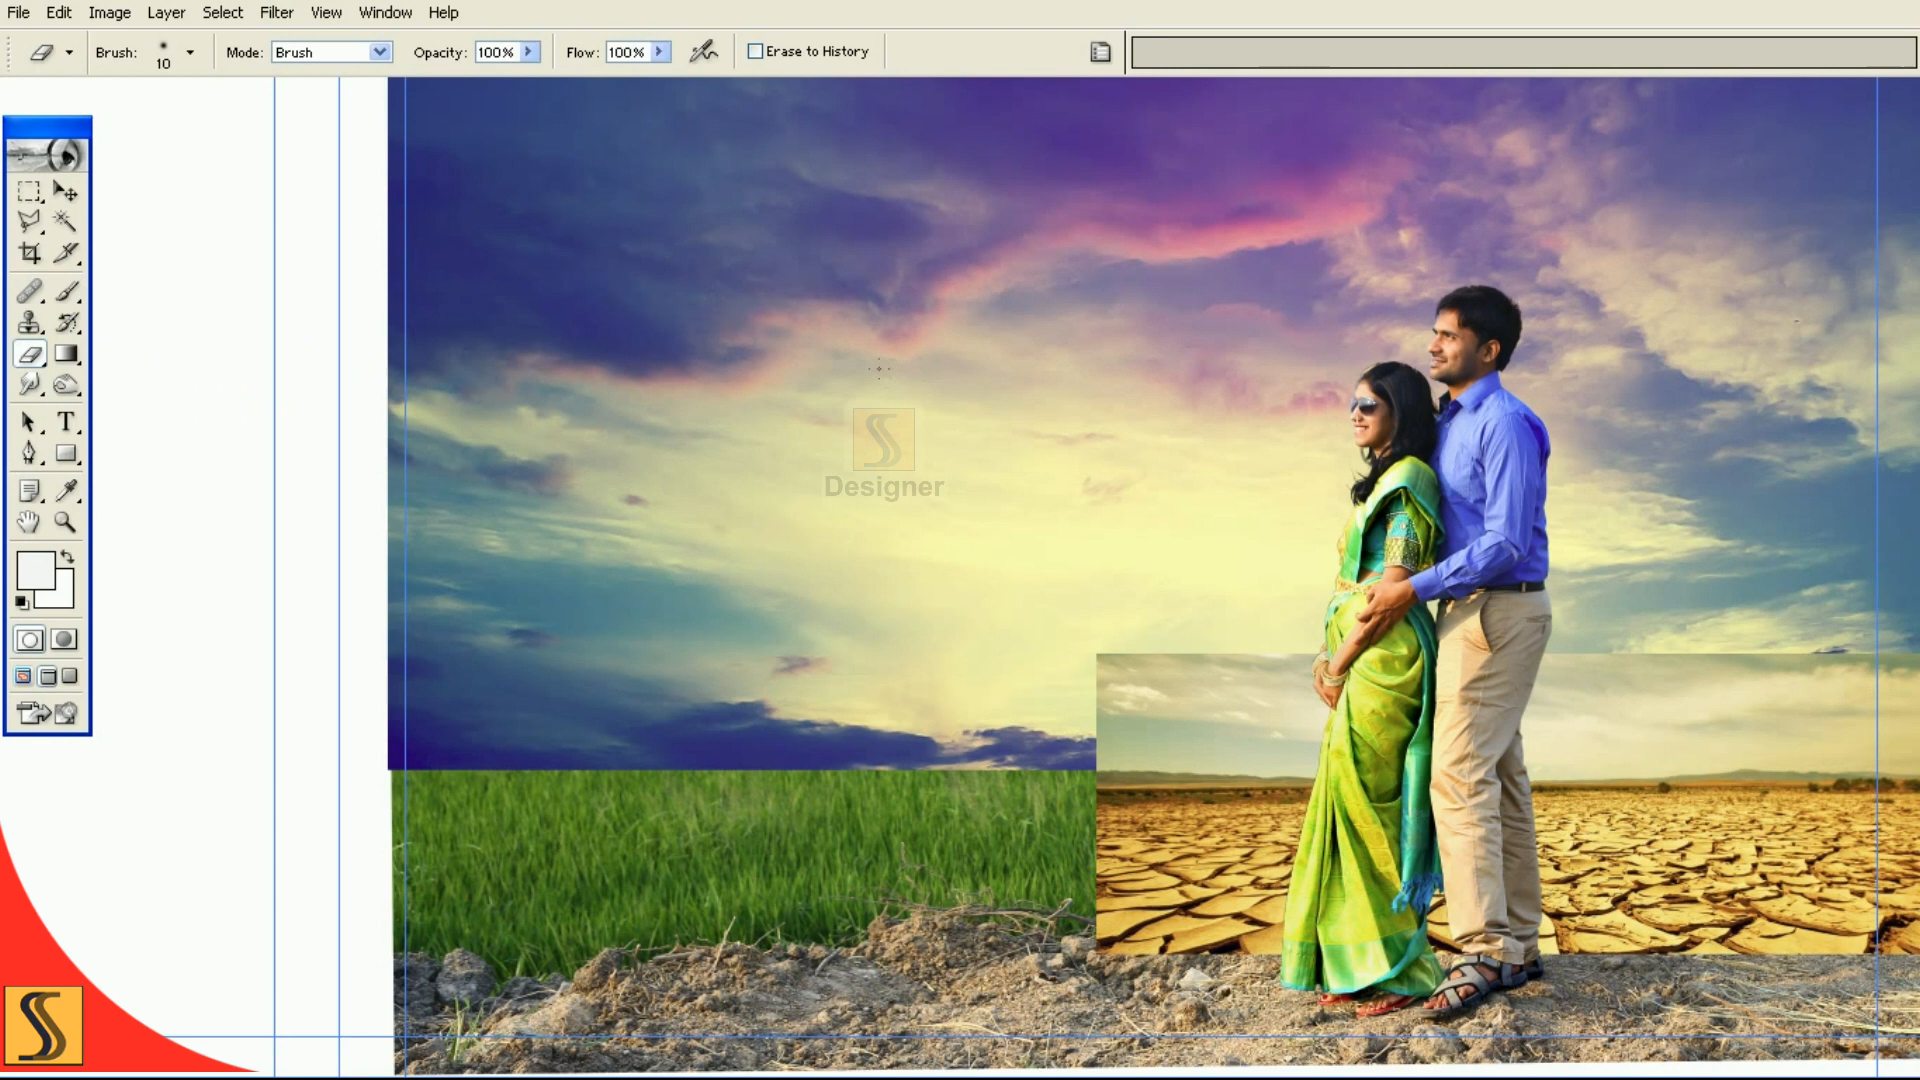 File Edit Image Layer Select Filter View Window Help
Brush: 10 Mode: Brush Opacity: 100% Flow: 100% Erase to History
T
S
Designer
S